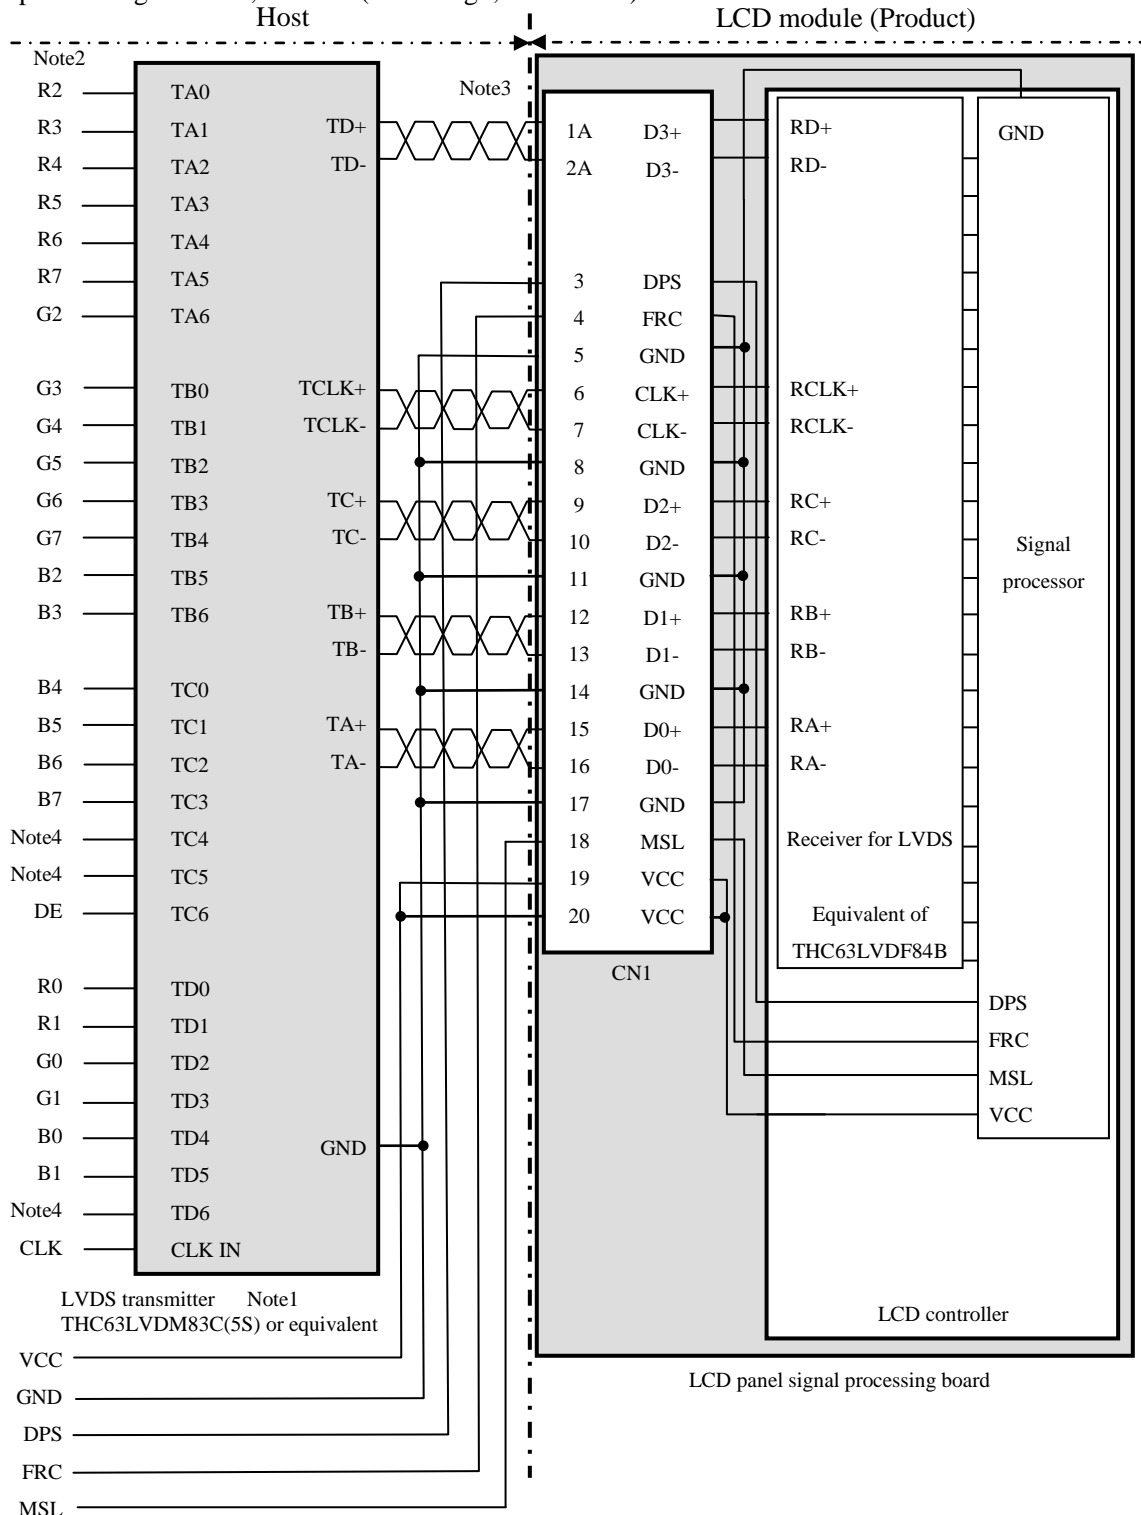 Host
LCD module (Product)
Note2
Note3
R2 TA0
R3 TA1 TD+ 1A D3+ RD+ GND
R4 TA2 TD- 2A D3- RD-
R5 TA3
R6 TA4
R7 TA5 3 DPS
G2 TA6 4 FRC
5 GND
G3 TB0 TCLK+ 6 CLK+ RCLK+
G4 TB1 TCLK- 7 CLK- RCLK-
G5 TB2 8 GND
G6 TB3 TC+ 9 D2+ RC+
G7 TB4 TC- 10 D2- RC- Signal
B2 TB5 11 GND processor
B3 TB6 TB+ 12 D1+ RB+
TB- 13 D1- RB-
B4 TC0 14 GND
B5 TC1 TA+ 15 D0+ RA+
B6 TC2 TA- 16 D0- RA-
B7 TC3 17 GND
Note4 TC4 18 MSL Receiver for LVDS
Note4 TC5 19 VCC
DE TC6 20 VCC Equivalent of
THC63LVDF84B
CN1
R0 TD0 DPS
R1 TD1 FRC
G0 TD2 MSL
G1 TD3 VCC
B0 TD4 GND
B1 TD5
Note4 TD6
CLK CLK IN
LVDS transmitter Note1
THC63LVDM83C(5S) or equivalent
LCD controller
LCD panel signal processing board
VCC
GND
DPS
FRC
MSL